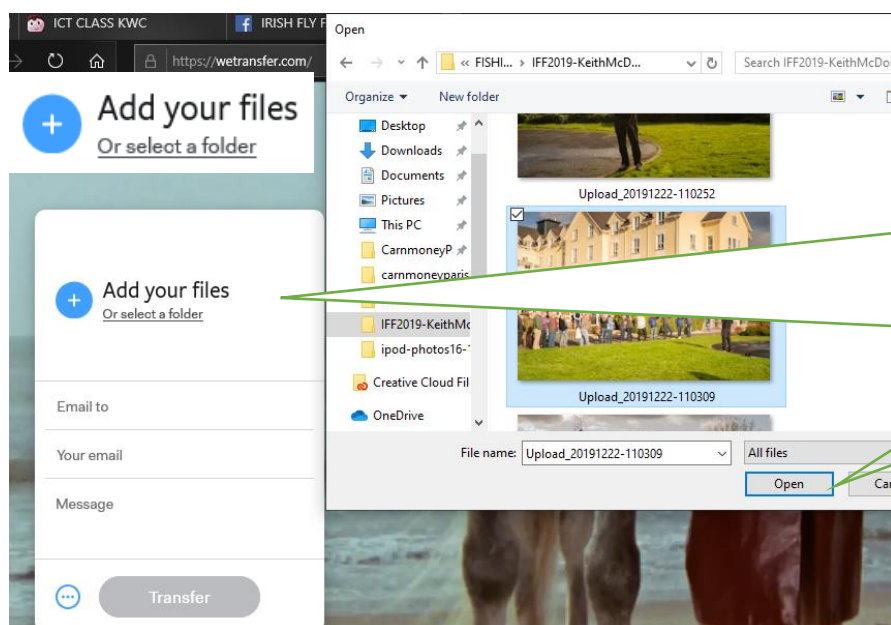 ICT CLASS KWC
IRISH FLY F
https://wetransfer.com/
Add your files
Or select a folder
Add your files
Or select a folder
Email to
Your email
Message
Transfer
Open
« FISHI... › IFF2019-KeithMcD...
Search IFF2019-KeithMcDo
Organize
New folder
Desktop
Downloads
Documents
Pictures
This PC
CarnmoneyP
carnmoneyparis
IFF2019-KeithMc
ipod-photos16-1
Creative Cloud Fil
OneDrive
Upload_20191222-110252
Upload_20191222-110309
File name: Upload_20191222-110309
All files
Open
Car